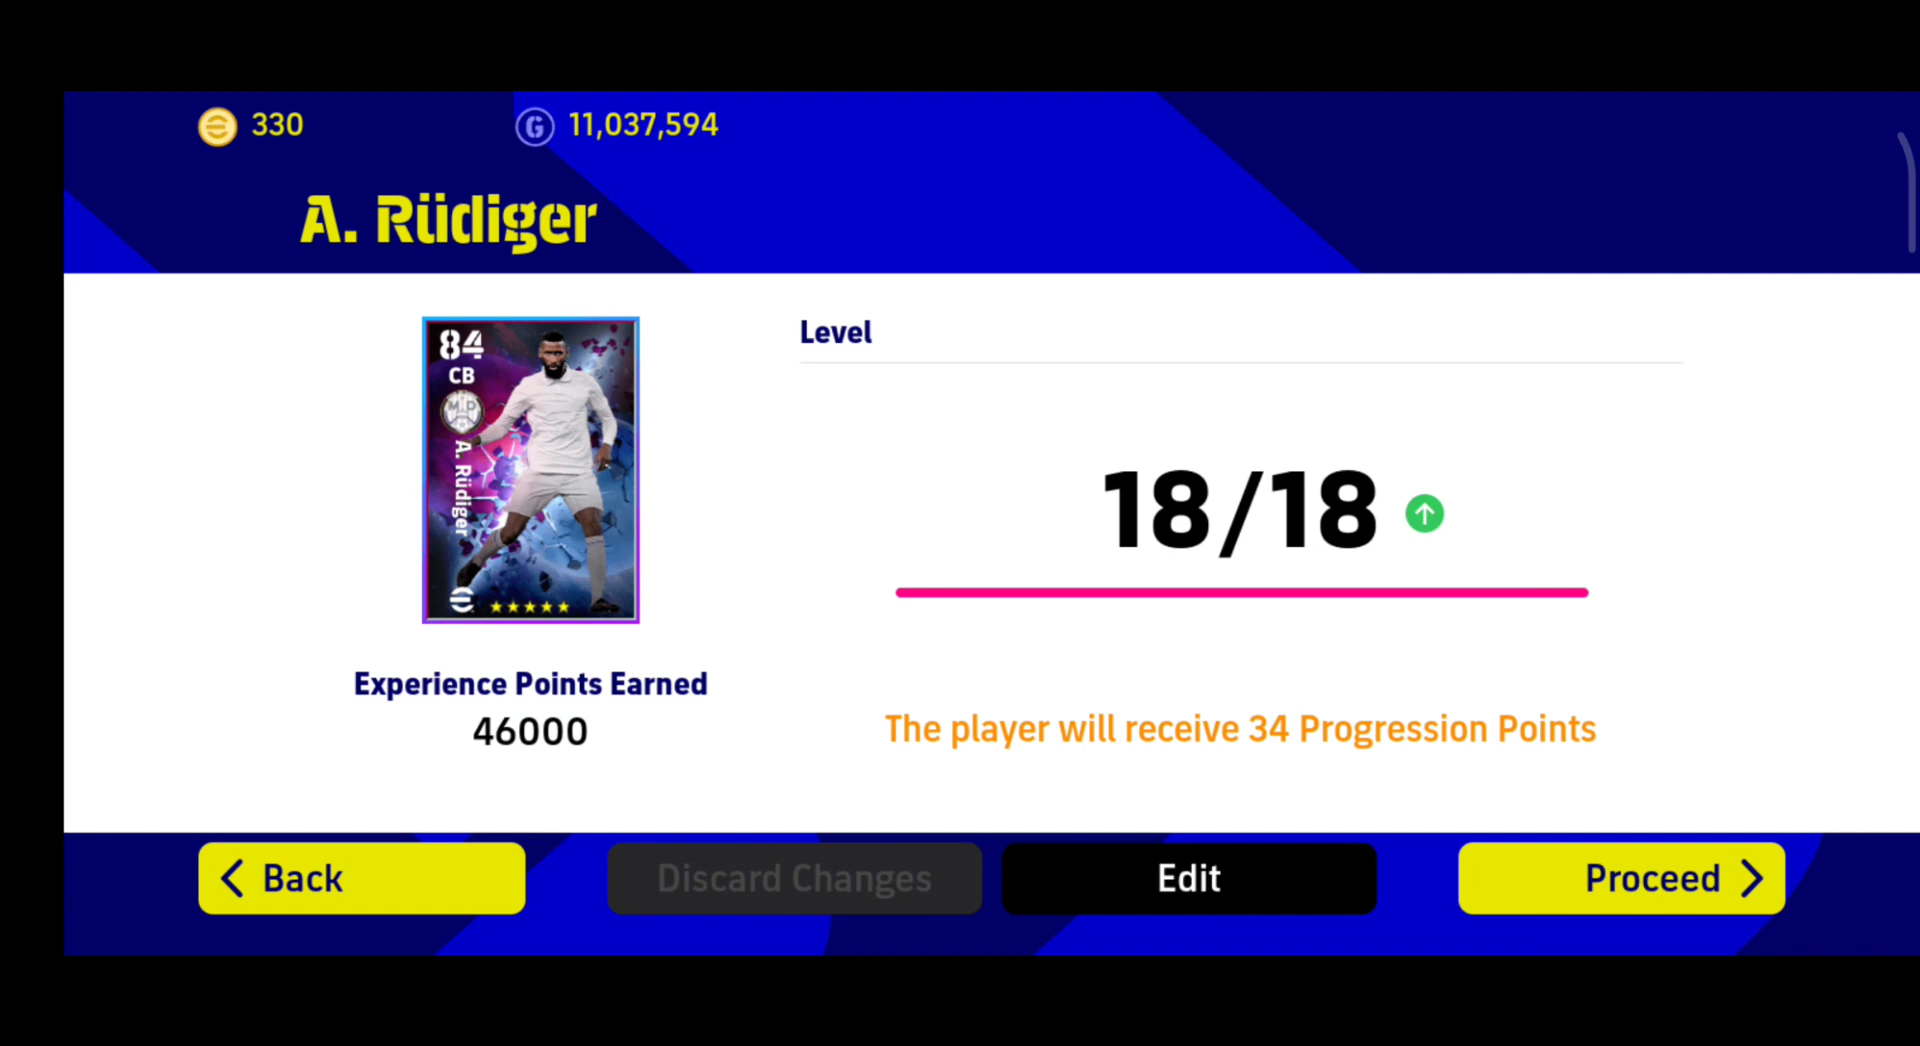 330
11,037,594
A. Rüdiger
84
CB
MD
A. Rüdiger
Level
18/18
Experience Points Earned
46000
The player will receive 34 Progression Points
Back
Discard Changes
Edit
Proceed